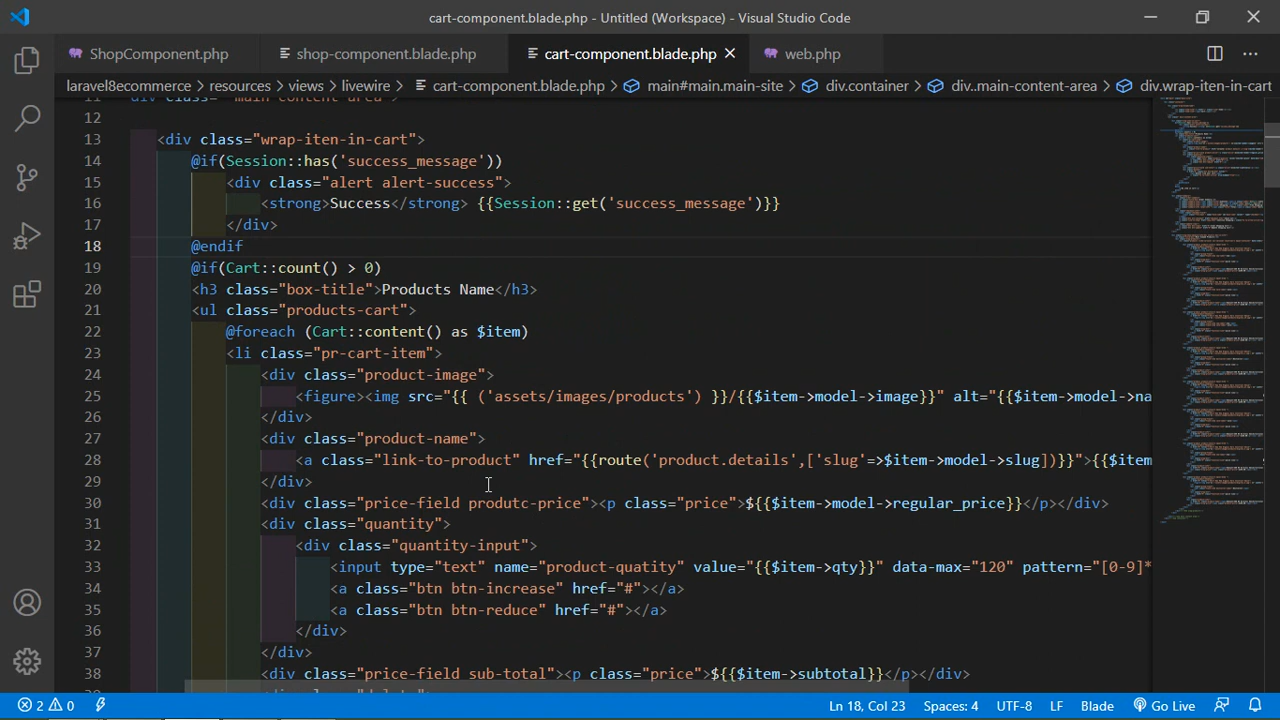 cart-component.blade.php - Untitled (Workspace) - Visual Studio Code
ShopComponent.php shop-component.blade.php cart-component.blade.php web.php
laravel8ecommerce > resources > views > livewire > cart-component.blade.php > main#main.main-site > div.container > div..main-content-area > div.wrap-iten-in-cart
11 div class="main-content-area">
12
13 <div class="wrap-iten-in-cart">
14 @if(Session::has('success_message'))
15 <div class="alert alert-success">
16 <strong>Success</strong> {{Session::get('success_message')}}
17 </div>
18 @endif
19 @if(Cart::count() > 0)
20 <h3 class="box-title">Products Name</h3>
21 <ul class="products-cart">
22 @foreach (Cart::content() as $item)
23 <li class="pr-cart-item">
24 <div class="product-image">
25 <figure><img src="{{ ('assets/images/products') }}/{{$item->model->image}}" alt="{{$item->model->na
26 </div>
27 <div class="product-name">
28 <a class="link-to-product" href="{{route('product.details',['slug'=>$item->model->slug])}}">{{$item
29 </div>
30 <div class="price-field produtc-price"><p class="price">${{$item->model->regular_price}}</p></div>
31 <div class="quantity">
32 <div class="quantity-input">
33 <input type="text" name="product-quatity" value="{{$item->qty}}" data-max="120" pattern="[0-9]*
34 <a class="btn btn-increase" href="#"></a>
35 <a class="btn btn-reduce" href="#"></a>
36 </div>
37 </div>
38 <div class="price-field sub-total"><p class="price">${{$item->subtotal}}</p></div>
2 0 Ln 18, Col 23 Spaces: 4 UTF-8 LF Blade Go Live